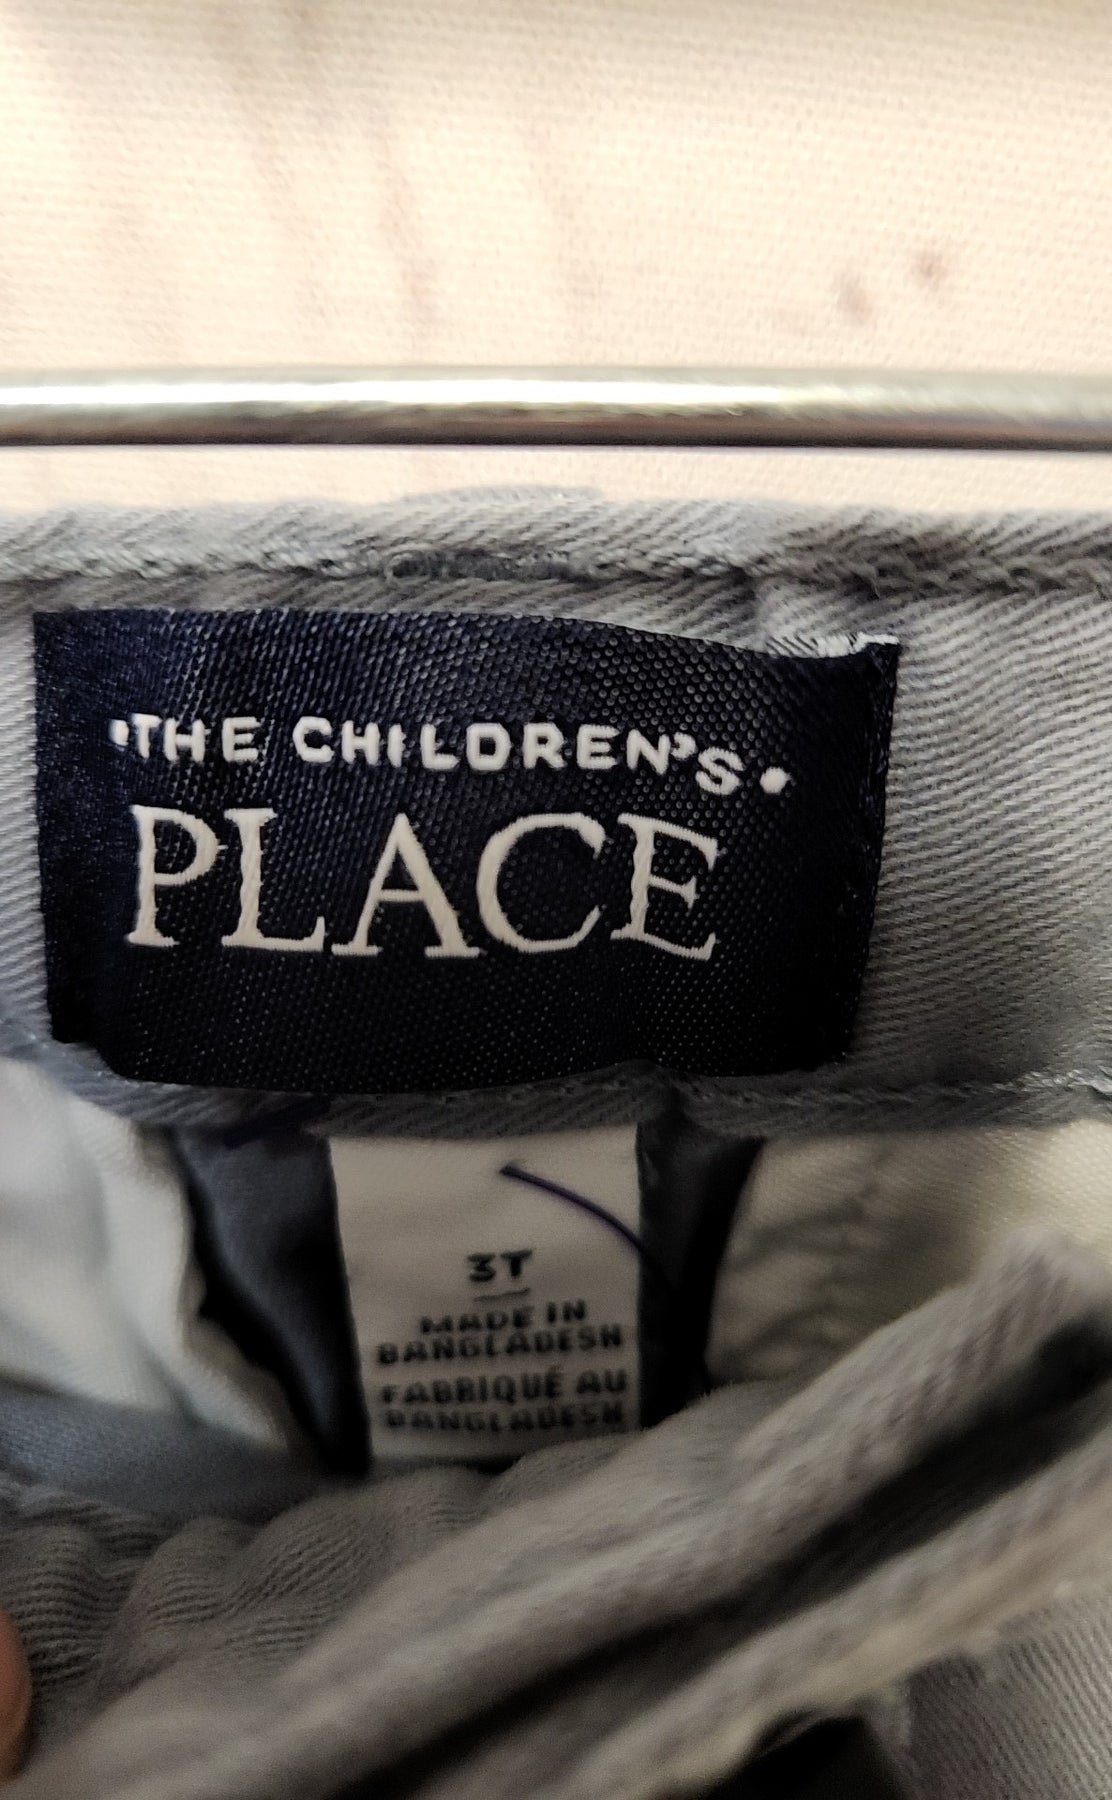 •THE CHILDREN'S•
PLACE
3T
MADE IN
BANGLADESH
FABRIQUÉ AU
BANGLADESH